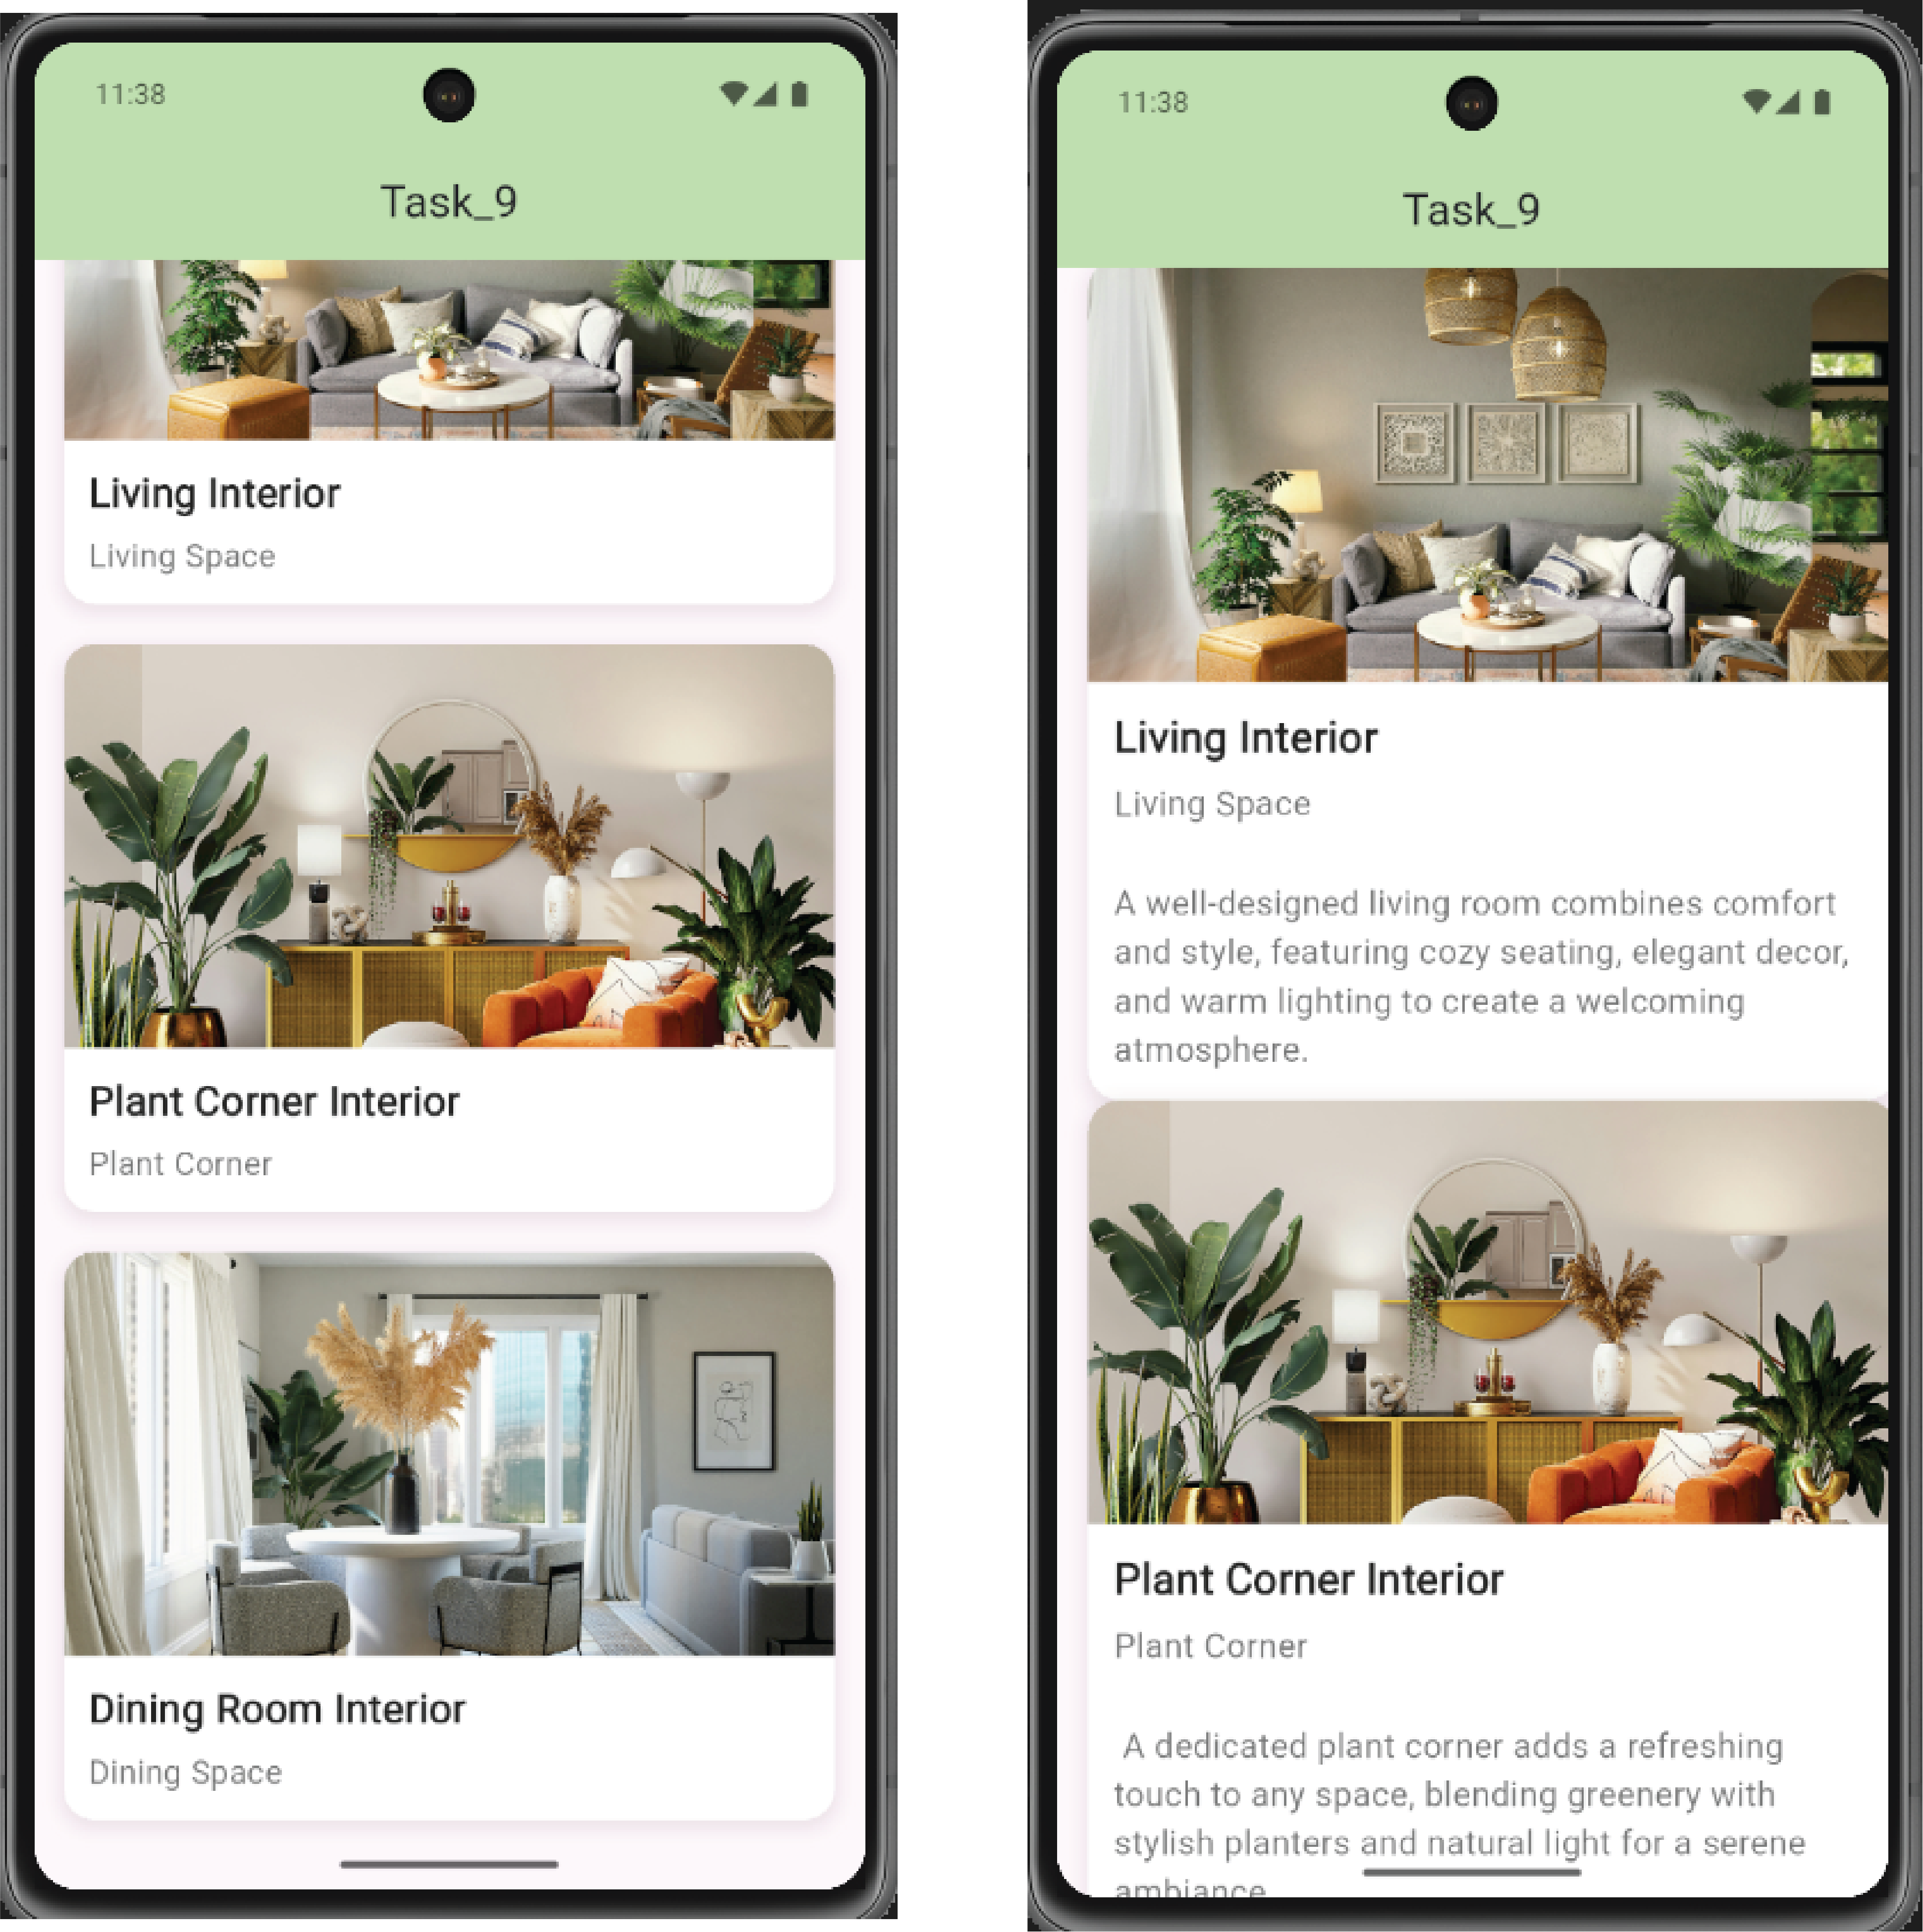 11:38
Task_9
Living Interior
Living Space
Plant Corner Interior
Plant Corner
Dining Room Interior
Dining Space
11:38
Task_9
Living Interior
Living Space
A well-designed living room combines comfort
and style, featuring cozy seating, elegant decor,
and warm lighting to create a welcoming
atmosphere.
Plant Corner Interior
Plant Corner
A dedicated plant corner adds a refreshing
touch to any space, blending greenery with
stylish planters and natural light for a serene
ambiance